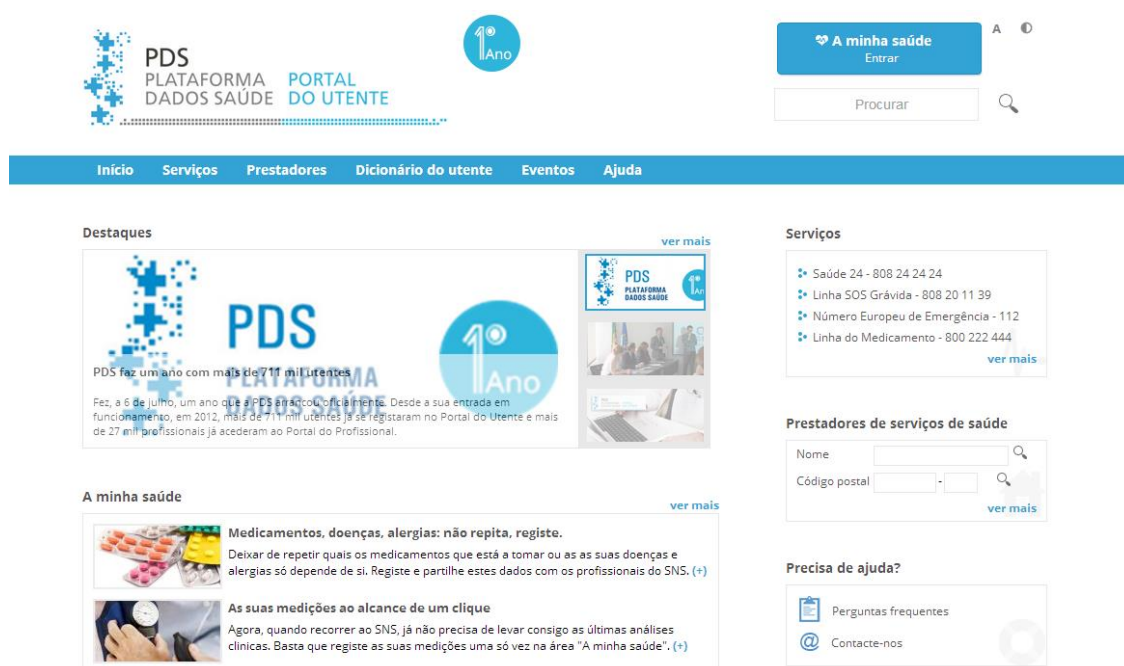 PDS
PLATAFORMA PORTAL
DADOS SAÚDE DO UTENTE
1º
Ano
A minha saúde
Entrar
A
Procurar
Início Serviços Prestadores Dicionário do utente Eventos Ajuda
Destaques
ver mais
PDS
PLATAFORMA
DADOS SAÚDE
1º
Ano
PDS faz um ano com mais de 711 mil utentes
Fez, a 6 de julho, um ano que a PDS arrancou oficialmente. Desde a sua entrada em
funcionamento, em 2012, mais de 711 mil utentes já se registaram no Portal do Utente e mais
de 27 mil profissionais já acederam ao Portal do Profissional.
PDS
PLATAFORMA
DADOS SAÚDE
1º
A minha saúde
ver mais
Medicamentos, doenças, alergias: não repita, registe.
Deixar de repetir quais os medicamentos que está a tomar ou as as suas doenças e
alergias só depende de si. Registe e partilhe estes dados com os profissionais do SNS. (+)
As suas medições ao alcance de um clique
Agora, quando recorrer ao SNS, já não precisa de levar consigo as últimas análises
clinicas. Basta que registe as suas medições uma só vez na área "A minha saúde". (+)
Serviços
Saúde 24 - 808 24 24 24
Linha SOS Grávida - 808 20 11 39
Número Europeu de Emergência - 112
Linha do Medicamento - 800 222 444
ver mais
Prestadores de serviços de saúde
Nome
Código postal -
ver mais
Precisa de ajuda?
Perguntas frequentes
Contacte-nos